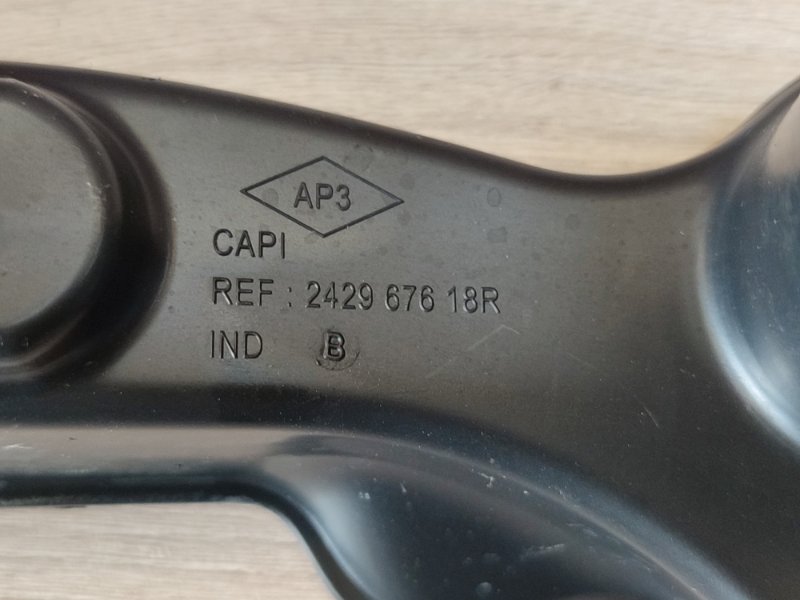 AP3
CAPI
REF : 2429 676 18R
IND B